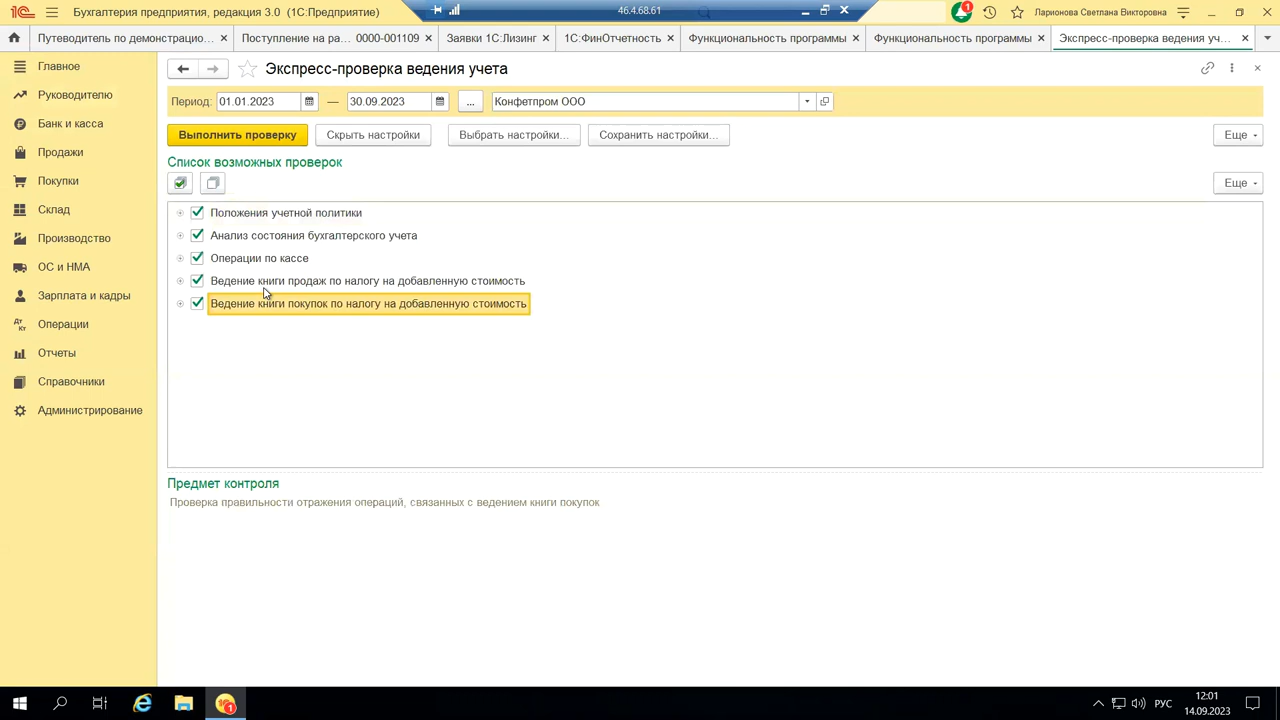 Бухгалтерия предприятия, редакция 3.0 (1С:Предприятие)
46.4.68.61
1
Ларионова Светлана Викторовна
Путеводитель по демонстрацио...
Поступление на ра... 0000-001109
Заявки 1С:Лизинг
1С:ФинОтчетность
Функциональность программы
Функциональность программы
Экспресс-проверка ведения уч...
Главное
Руководителю
Банк и касса
Продажи
Покупки
Склад
Производство
ОС и НМА
Зарплата и кадры
Операции
Отчеты
Справочники
Администрирование
Экспресс-проверка ведения учета
Период: 01.01.2023 — 30.09.2023 ... Конфетпром ООО
Выполнить проверку Скрыть настройки Выбрать настройки... Сохранить настройки... Еще
Список возможных проверок
Еще
Положения учетной политики
Анализ состояния бухгалтерского учета
Операции по кассе
Ведение книги продаж по налогу на добавленную стоимость
Ведение книги покупок по налогу на добавленную стоимость
Предмет контроля
Проверка правильности отражения операций, связанных с ведением книги покупок
РУС
12:01
14.09.2023